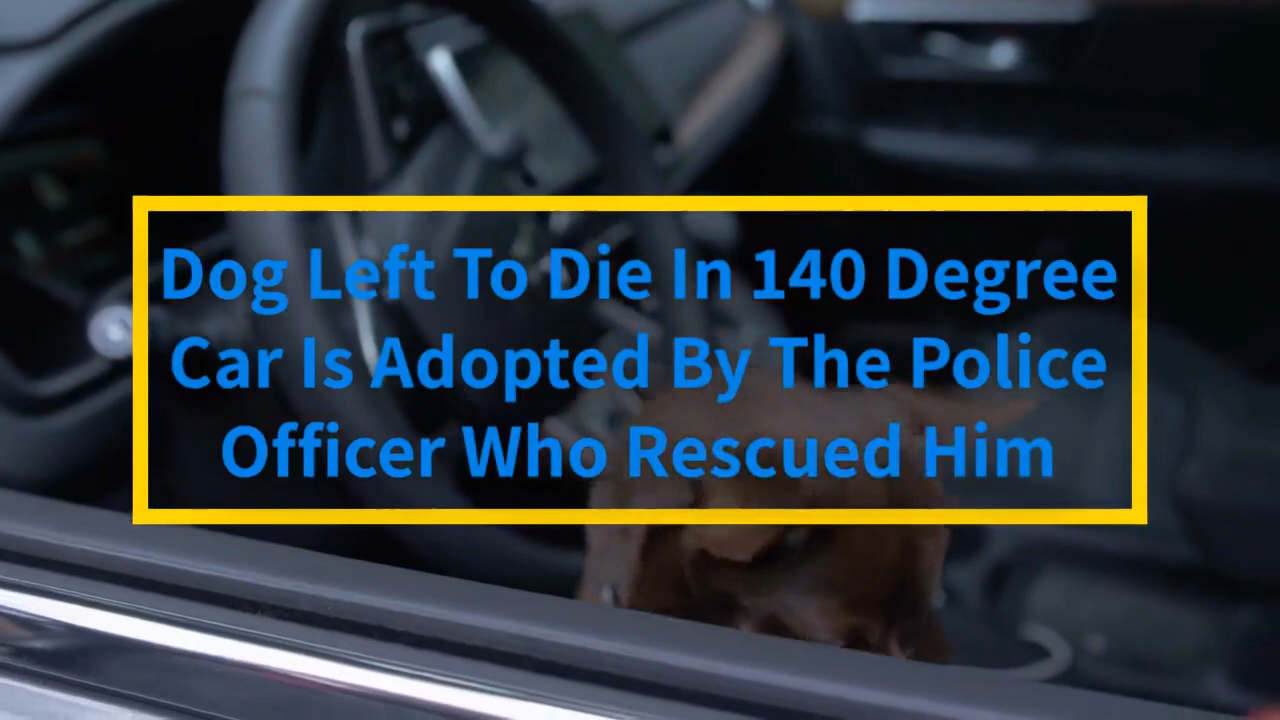 Dog Left To Die In 140 Degree
Car Is Adopted By The Police
Officer Who Rescued Him